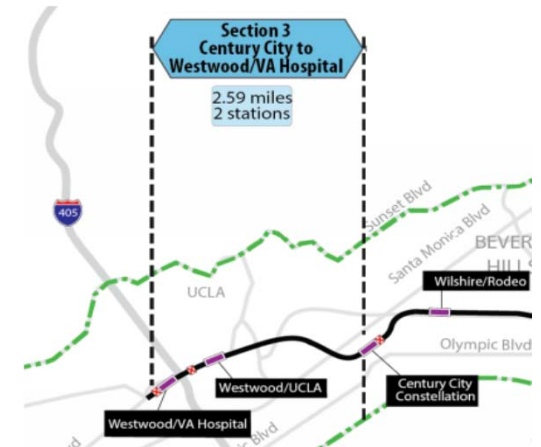 Section 3
Century City to
Westwood/VA Hospital
2.59 miles
2 stations
405
Sunset Blvd
Santa Monica Blvd
BEVER
HILLS
UCLA
Wilshire/Rodeo
Olympic Blvd
Westwood/UCLA
Century City
Constellation
Westwood/VA Hospital
Blvd